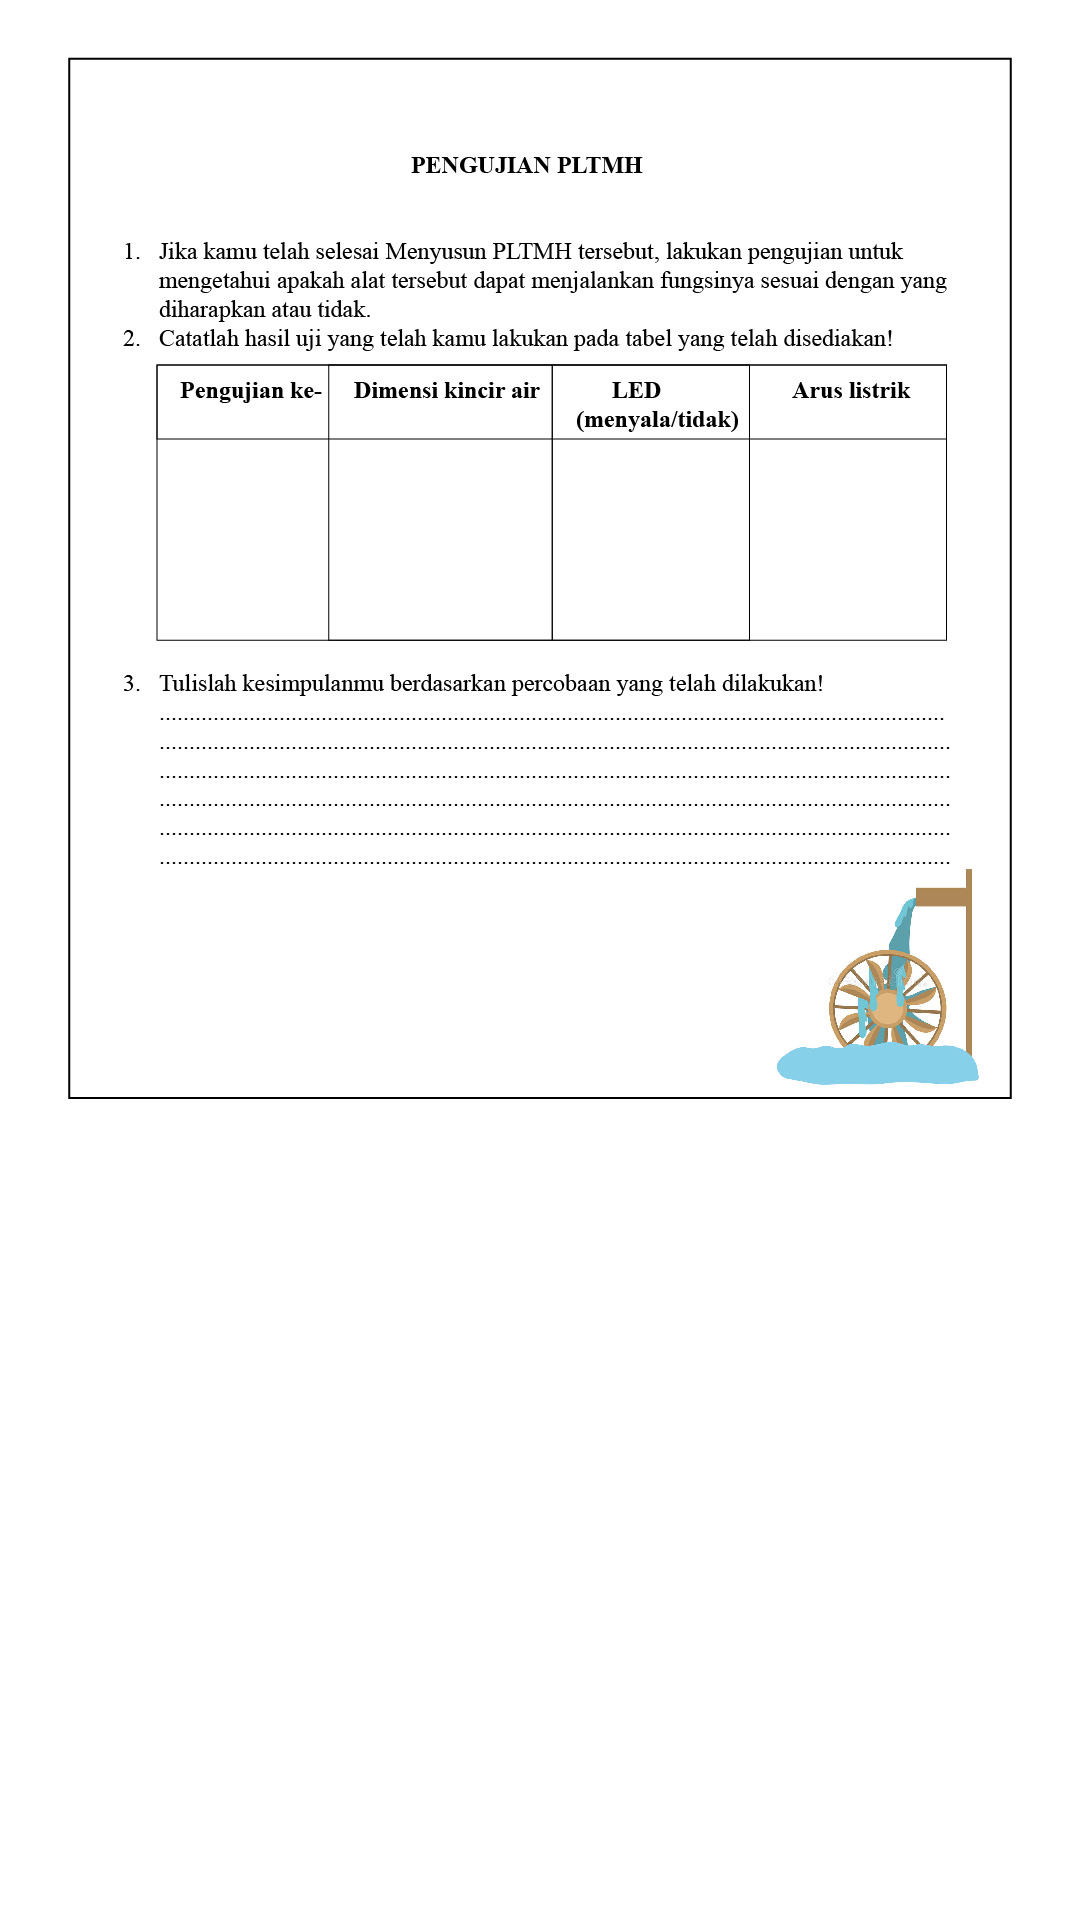 PENGUJIAN PLTMH
1. Jika kamu telah selesai Menyusun PLTMH tersebut, lakukan pengujian untuk
mengetahui apakah alat tersebut dapat menjalankan fungsinya sesuai dengan yang
diharapkan atau tidak.
2. Catatlah hasil uji yang telah kamu lakukan pada tabel yang telah disediakan!
Pengujian ke- Dimensi kincir air LED Arus listrik
(menyala/tidak)
3. Tulislah kesimpulanmu berdasarkan percobaan yang telah dilakukan!
....................................................................................................................................
.....................................................................................................................................
.....................................................................................................................................
.....................................................................................................................................
.....................................................................................................................................
.....................................................................................................................................